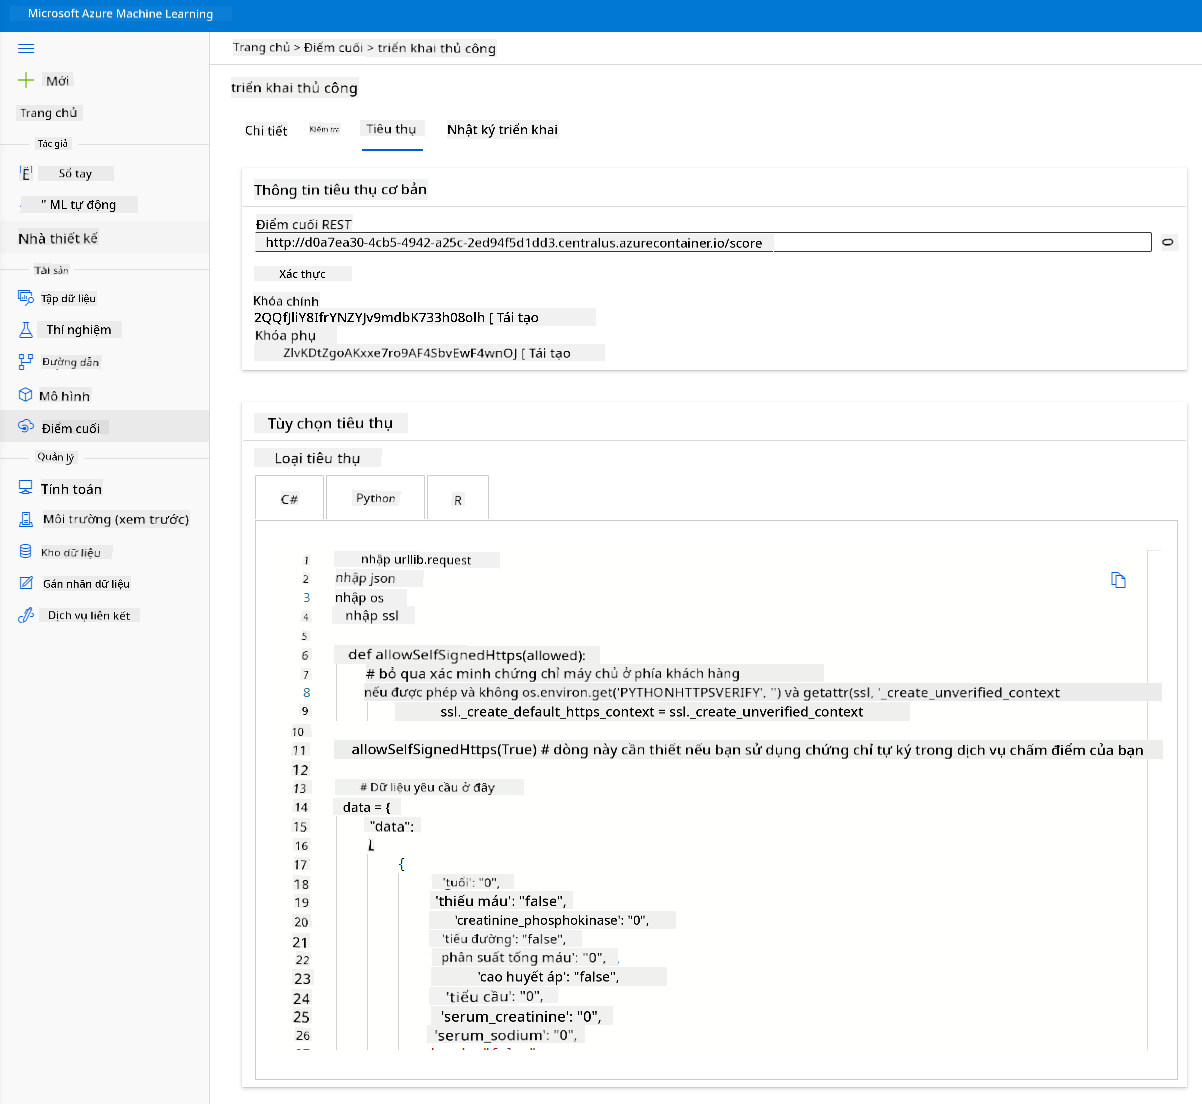 Microsoft Azure Machine Learning
Trang chủ > Điểm cuối > triển khai thủ công
Mới
Trang chủ
Tác giả
Sổ tay
" ML tự động
Nhà thiết kế
Tài sản
Tập dữ liệu
Thí nghiệm
Đường dẫn
Mô hình
Điểm cuối
Quản lý
Tính toán
Môi trường (xem trước)
Kho dữ liệu
Gán nhãn dữ liệu
Dịch vụ liên kết
triển khai thủ công
Chi tiết Kiểm tra Tiêu thụ Nhật ký triển khai
Thông tin tiêu thụ cơ bản
Điểm cuối REST
http://d0a7ea30-4cb5-4942-a25c-2ed94f5d1dd3.centralus.azurecontainer.io/score
Xác thực
Khóa chính
2QQfJliY8IfrYNZYJv9mdbK733h08olh [ Tái tạo
Khóa phụ
ZlvKDtZgoAKxxe7ro9AF4SbvEwF4wnOJ [ Tái tạo
Tùy chọn tiêu thụ
Loại tiêu thụ
C# Python R
1 nhập urllib.request
2 nhập json
3 nhập os
4 nhập ssl
5
6 def allowSelfSignedHttps(allowed):
7 # bỏ qua xác minh chứng chỉ máy chủ ở phía khách hàng
8 nếu được phép và không os.environ.get('PYTHONHTTPSVERIFY', '') và getattr(ssl, '_create_unverified_context
9 ssl._create_default_https_context = ssl._create_unverified_context
10
11 allowSelfSignedHttps(True) # dòng này cần thiết nếu bạn sử dụng chứng chỉ tự ký trong dịch vụ chấm điểm của bạn
12
13 # Dữ liệu yêu cầu ở đây
14 data = {
15 "data":
16 [
17 {
18 'tuổi': "0",
19 'thiếu máu': "false",
20 'creatinine_phosphokinase': "0",
21 'tiểu đường': "false",
22 phân suất tống máu': "0",
23 'cao huyết áp': "false",
24 'tiểu cầu': "0",
25 'serum_creatinine': "0",
26 'serum_sodium': "0",